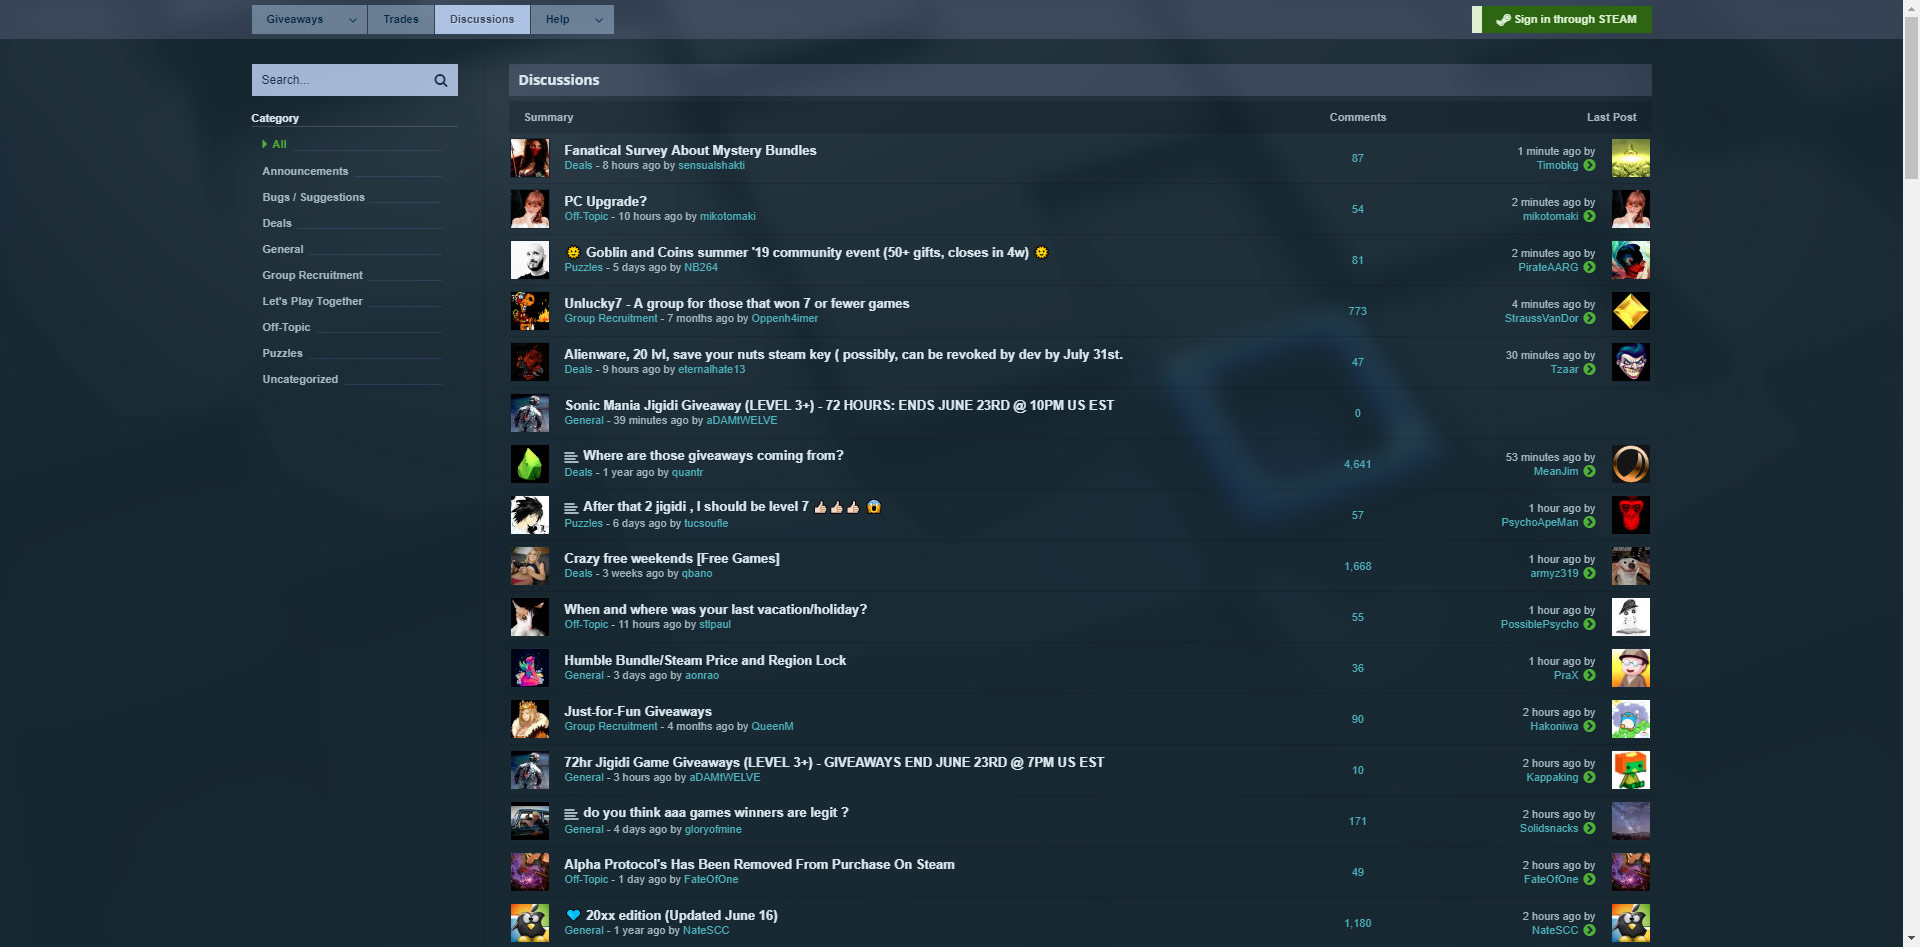 Giveaways
Trades
Discussions
Help
Sign in through STEAM
Search...
Category
All
Announcements
Bugs / Suggestions
Deals
General
Group Recruitment
Let's Play Together
Off-Topic
Puzzles
Uncategorized
Discussions
Summary Comments Last Post
Fanatical Survey About Mystery Bundles
Deals - 8 hours ago by sensualshakti
87
1 minute ago by
Timobkg
PC Upgrade?
Off-Topic - 10 hours ago by mikotomaki
54
2 minutes ago by
mikotomaki
🌞 Goblin and Coins summer '19 community event (50+ gifts, closes in 4w) 🌞
Puzzles - 5 days ago by NB264
81
2 minutes ago by
PirateAARG
Unlucky7 - A group for those that won 7 or fewer games
Group Recruitment - 7 months ago by Oppenh4imer
773
4 minutes ago by
StraussVanDor
Alienware, 20 lvl, save your nuts steam key ( possibly, can be revoked by dev by July 31st.
Deals - 9 hours ago by eternalhate13
47
30 minutes ago by
Tzaar
Sonic Mania Jigidi Giveaway (LEVEL 3+) - 72 HOURS: ENDS JUNE 23RD @ 10PM US EST
General - 39 minutes ago by aDAMtWELVE
0
Where are those giveaways coming from?
Deals - 1 year ago by quantr
4,641
53 minutes ago by
MeanJim
After that 2 jigidi , I should be level 7 👍🏻👍🏻👍🏻 😱
Puzzles - 6 days ago by tucsoufle
57
1 hour ago by
PsychoApeMan
Crazy free weekends [Free Games]
Deals - 3 weeks ago by qbano
1,668
1 hour ago by
armyz319
When and where was your last vacation/holiday?
Off-Topic - 11 hours ago by stlpaul
55
1 hour ago by
PossiblePsycho
Humble Bundle/Steam Price and Region Lock
General - 3 days ago by aonrao
36
1 hour ago by
PraX
Just-for-Fun Giveaways
Group Recruitment - 4 months ago by QueenM
90
2 hours ago by
Hakoniwa
72hr Jigidi Game Giveaways (LEVEL 3+) - GIVEAWAYS END JUNE 23RD @ 7PM US EST
General - 3 hours ago by aDAMtWELVE
10
2 hours ago by
Kappaking
do you think aaa games winners are legit ?
General - 4 days ago by gloryofmine
171
2 hours ago by
Solidsnacks
Alpha Protocol's Has Been Removed From Purchase On Steam
Off-Topic - 1 day ago by FateOfOne
49
2 hours ago by
FateOfOne
💙 20xx edition (Updated June 16)
General - 1 year ago by NateSCC
1,180
2 hours ago by
NateSCC